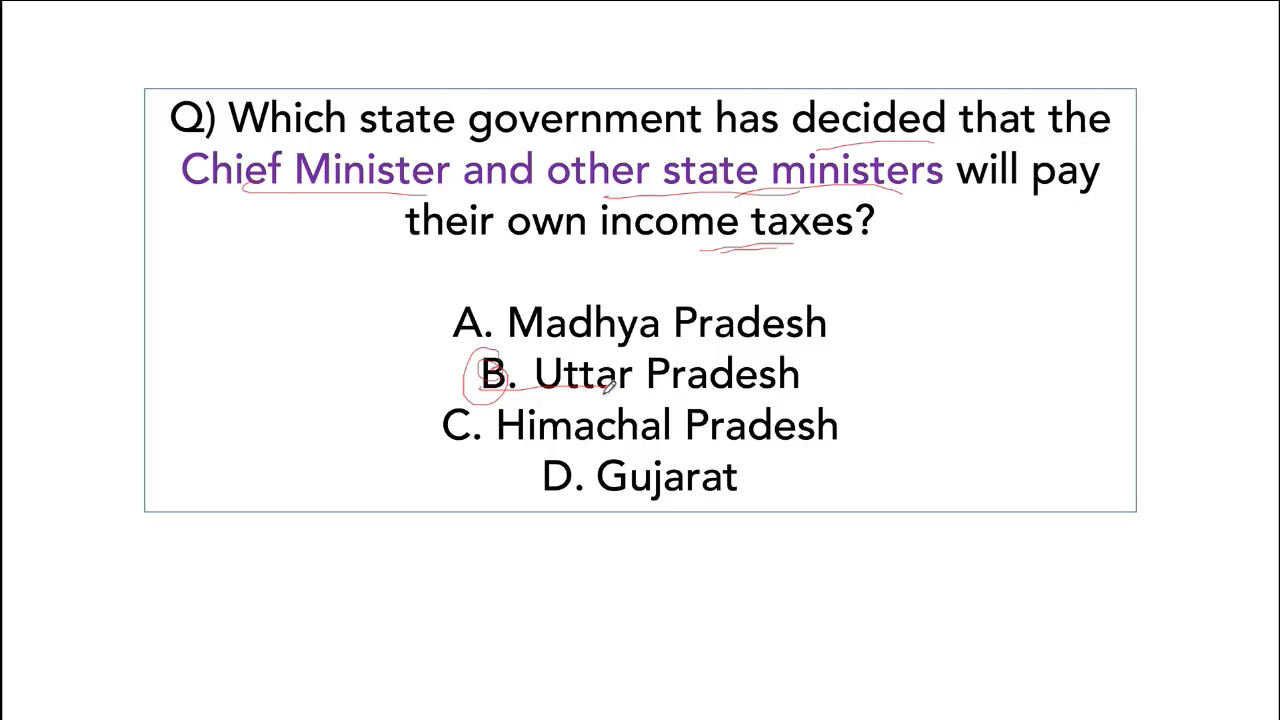 Q) Which state government has decided that the
Chief Minister and other state ministers will pay
their own income taxes?
A. Madhya Pradesh
B. Uttar Pradesh
C. Himachal Pradesh
D. Gujarat